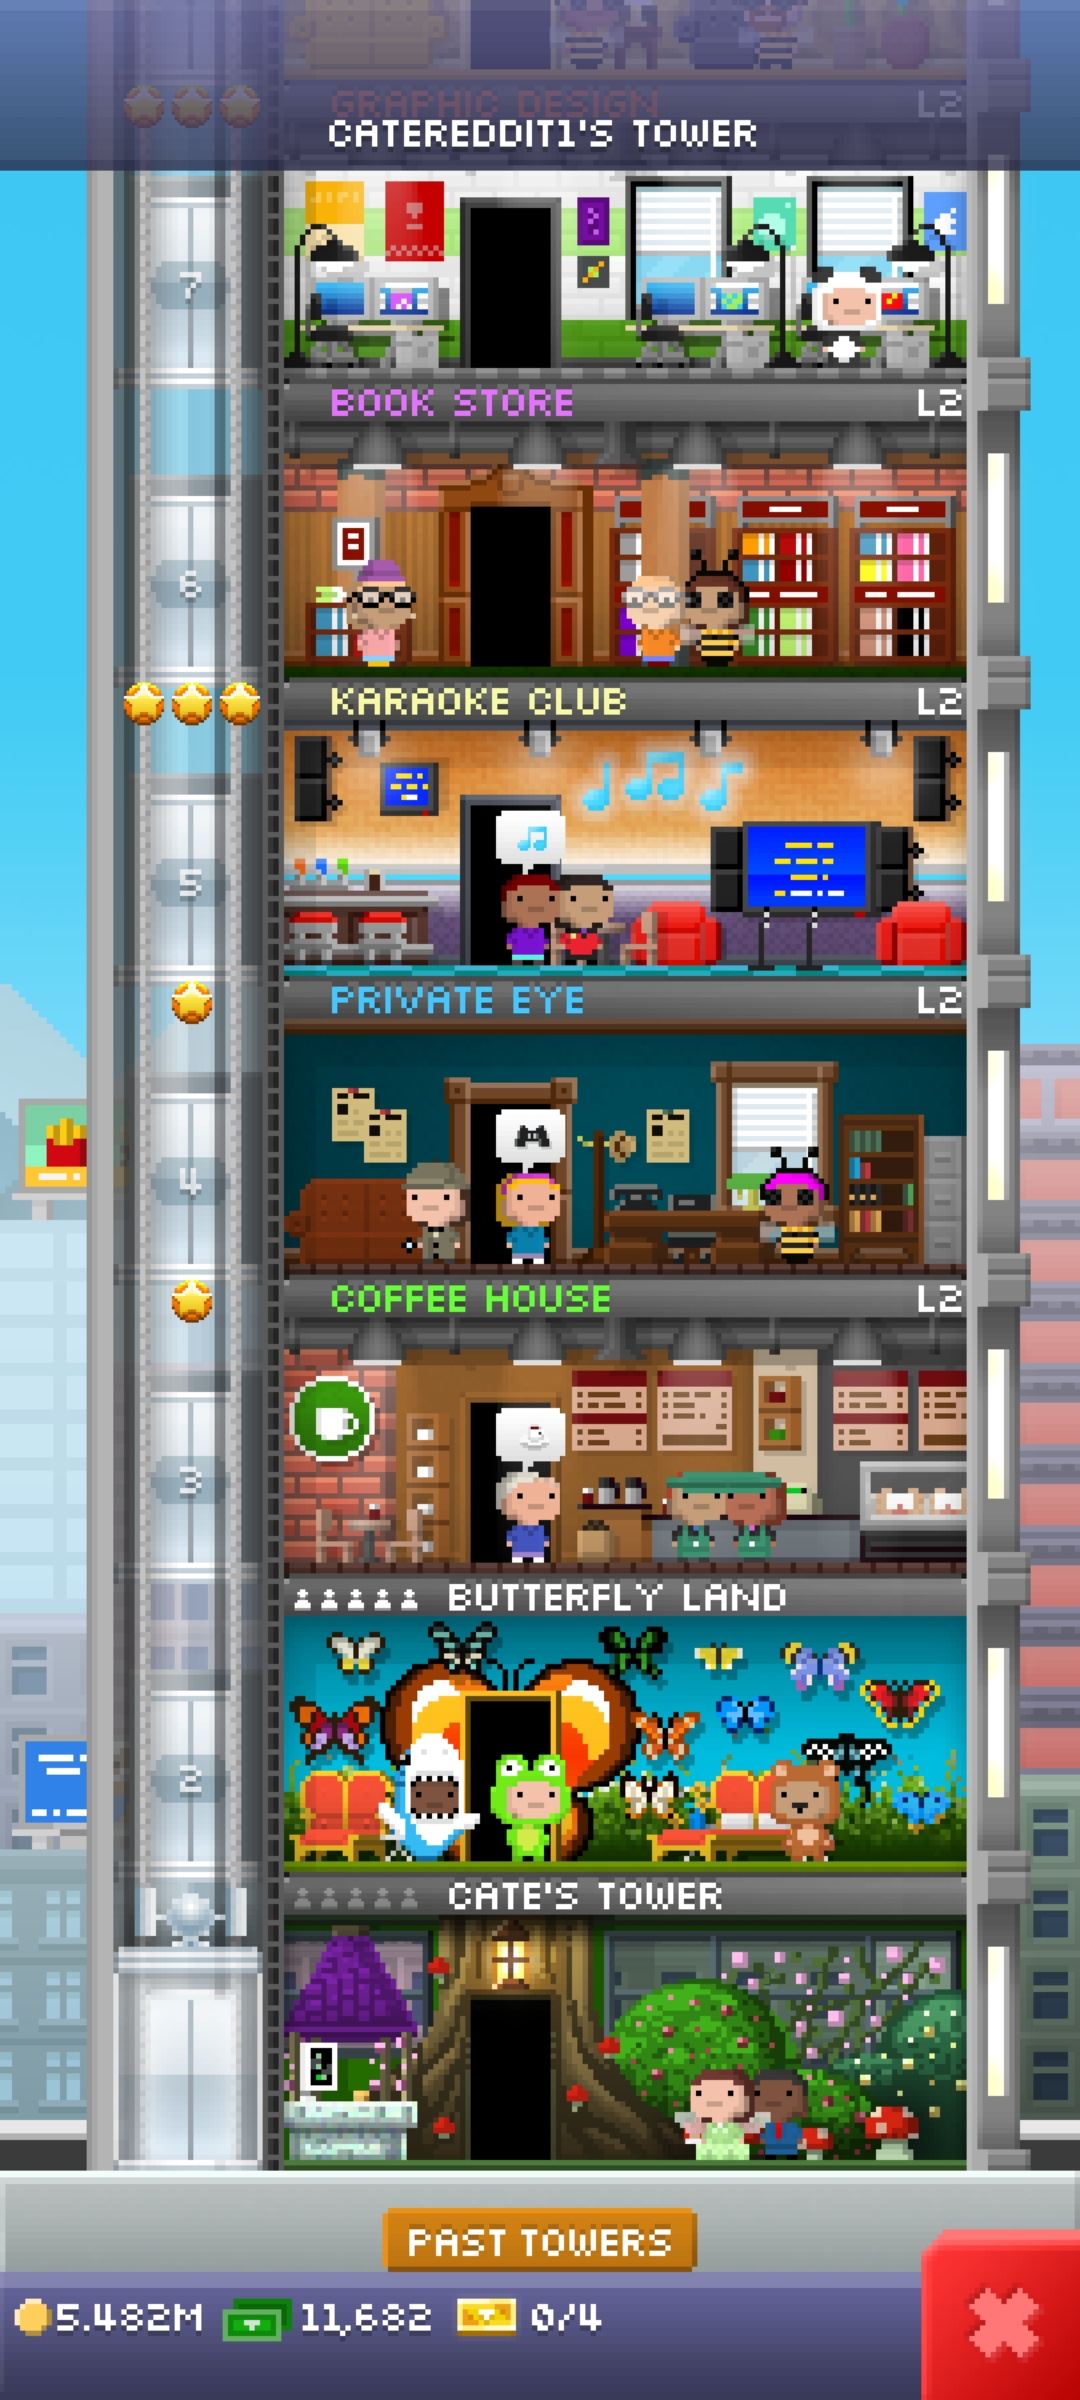 GRAPHIC DESIGN L2
CATEREDDIT1'S TOWER
7
BOOK STORE L2
6
KARAOKE CLUB L2
5
PRIVATE EYE L2
4
COFFEE HOUSE L2
3
BUTTERFLY LAND
2
CATE'S TOWER
PAST TOWERS
5.482M 11,682 0/4